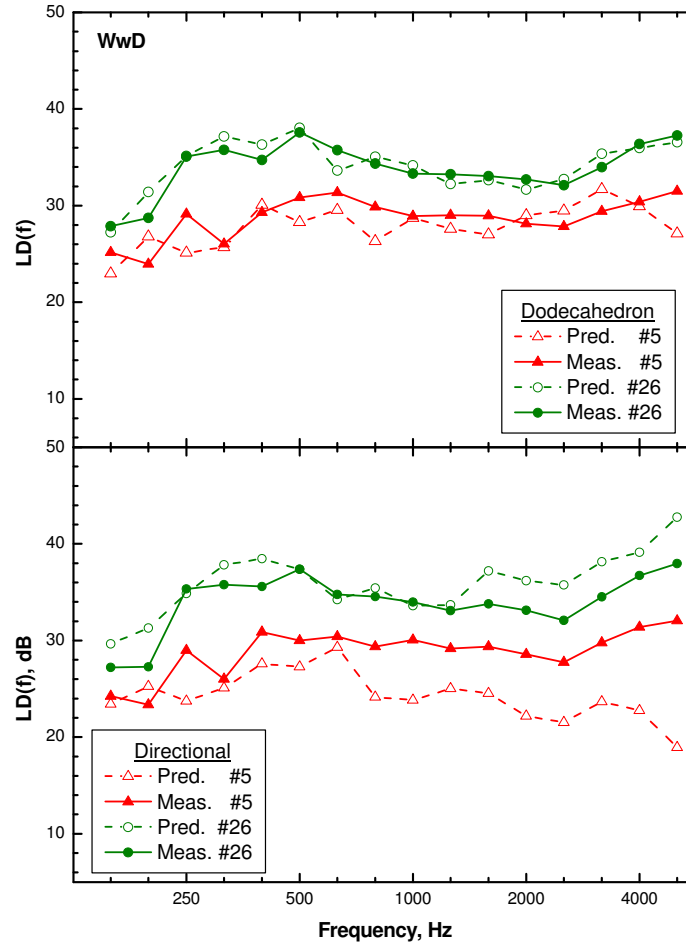 50
WwD
40
30
20
10
LD(f)
Dodecahedron
Pred. #5
Meas. #5
Pred. #26
Meas. #26
50
40
30
20
10
LD(f), dB
Directional
Pred. #5
Meas. #5
Pred. #26
Meas. #26
250 500 1000 2000 4000
Frequency, Hz